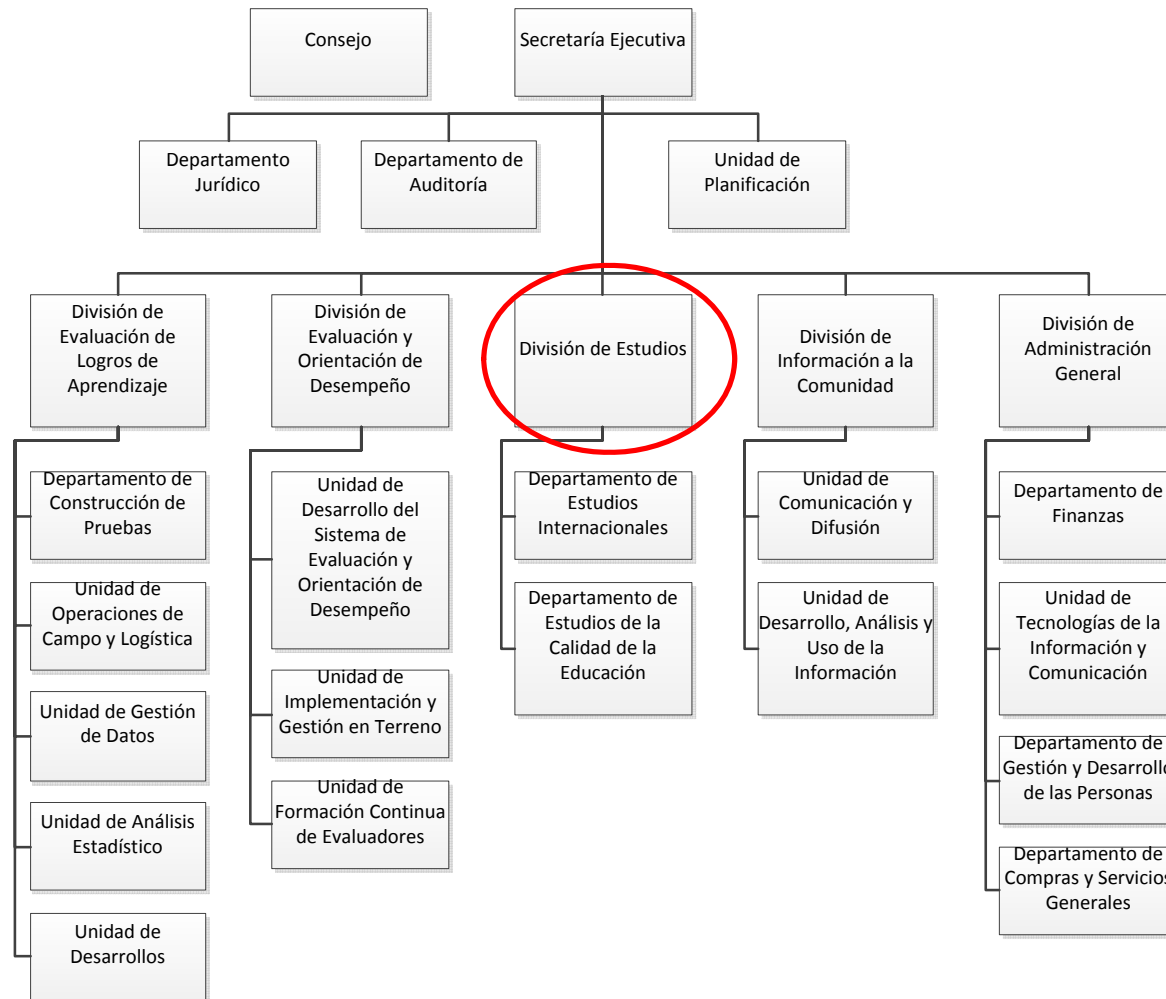 Consejo
Secretaría Ejecutiva
Departamento
Jurídico
Departamento de
Auditoría
Unidad de
Planificación
División de
Evaluación de
Logros de
Aprendizaje
División de
Evaluación y
Orientación de
Desempeño
División de Estudios
División de
Información a la
Comunidad
División de
Administración
General
Departamento de
Construcción de
Pruebas
Unidad de
Operaciones de
Campo y Logística
Unidad de Gestión
de Datos
Unidad de Análisis
Estadístico
Unidad de
Desarrollos
Unidad de
Desarrollo del
Sistema de
Evaluación y
Orientación de
Desempeño
Unidad de
Implementación y
Gestión en Terreno
Unidad de
Formación Continua
de Evaluadores
Departamento de
Estudios
Internacionales
Departamento de
Estudios de la
Calidad de la
Educación
Unidad de
Comunicación y
Difusión
Unidad de
Desarrollo, Análisis y
Uso de la
Información
Departamento de
Finanzas
Unidad de
Tecnologías de la
Información y
Comunicación
Departamento de
Gestión y Desarrollo
de las Personas
Departamento de
Compras y Servicios
Generales